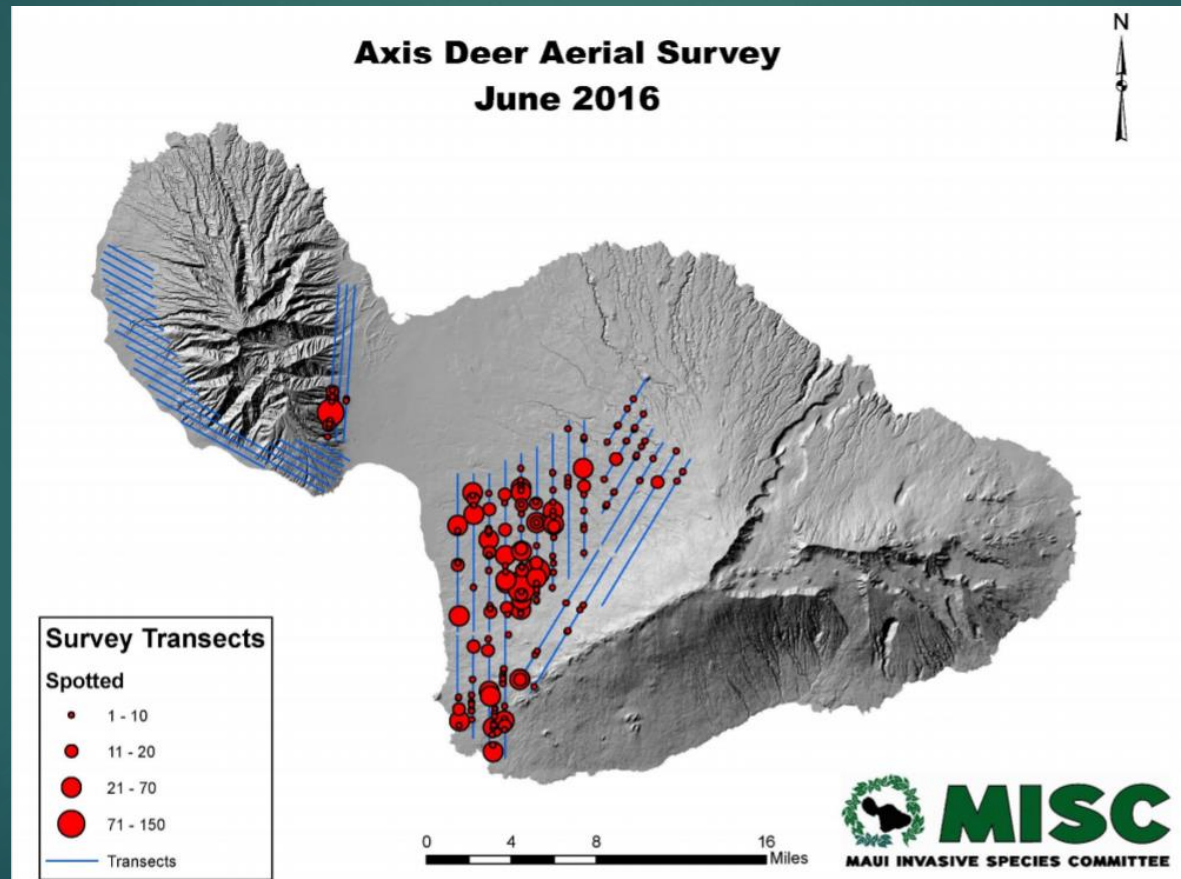 Axis Deer Aerial Survey
June 2016
N
Survey Transects
Spotted
1 - 10
11 - 20
21 - 70
71 - 150
Transects
0 4 8 16
Miles
MISC
MAUI INVASIVE SPECIES COMMITTEE